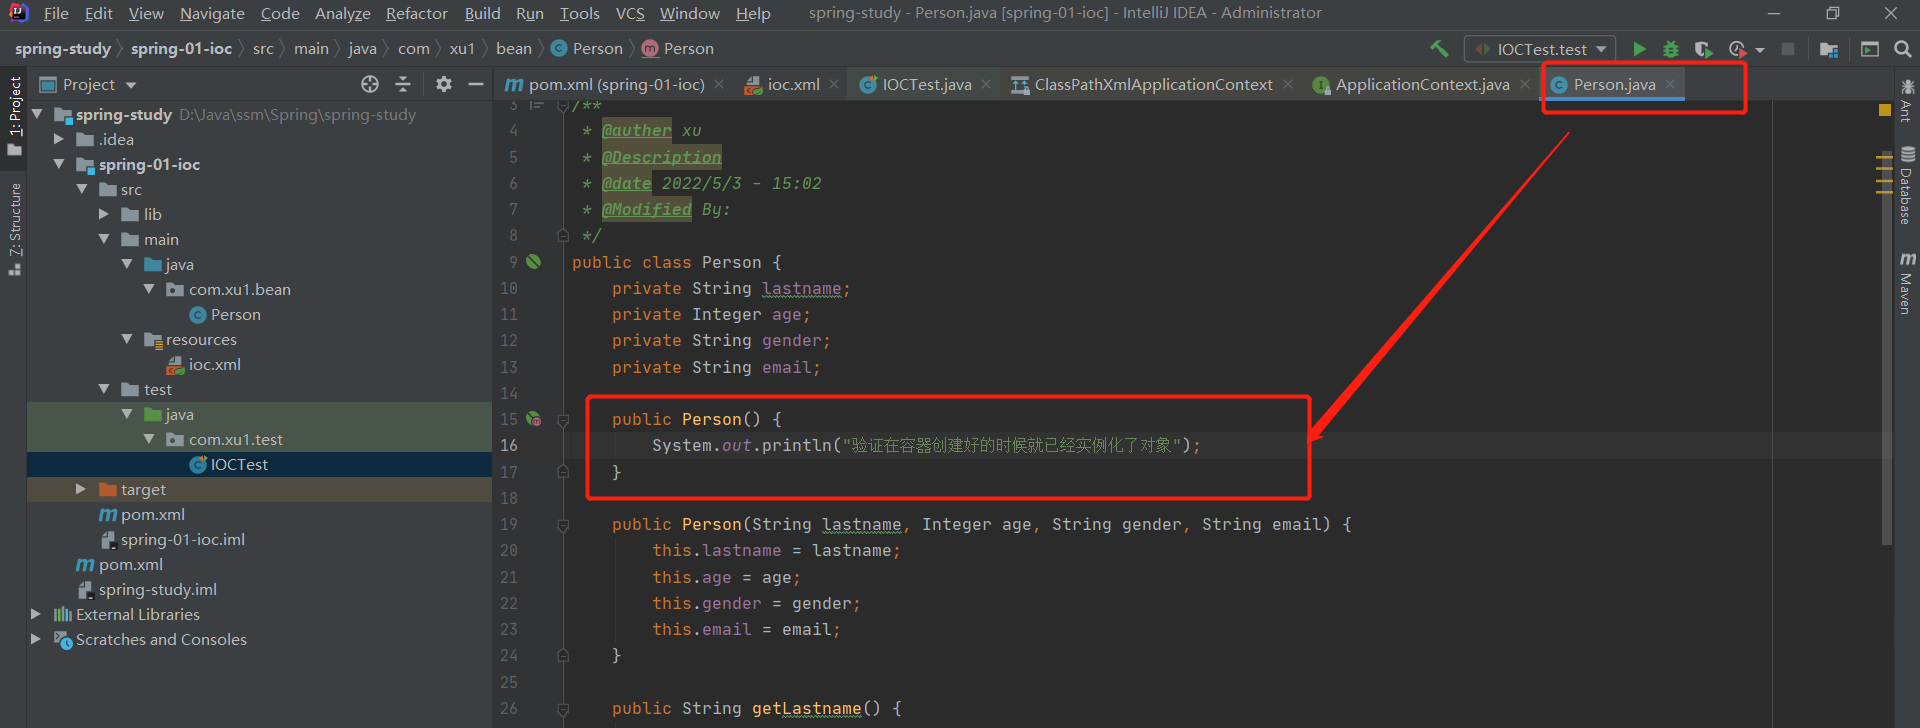 File Edit View Navigate Code Analyze Refactor Build Run Tools VCS Window Help spring-study - Person.java [spring-01-ioc] - IntelliJ IDEA - Administrator
spring-study spring-01-ioc src main java com xu1 bean Person Person IOCTest.test
Project
pom.xml (spring-01-ioc) ioc.xml IOCTest.java ClassPathXmlApplicationContext ApplicationContext.java Person.java
1: Project
Z: Structure
spring-study D:\Java\ssm\Spring\spring-study
.idea
spring-01-ioc
src
lib
main
java
com.xu1.bean
Person
resources
ioc.xml
test
java
com.xu1.test
IOCTest
target
pom.xml
spring-01-ioc.iml
pom.xml
spring-study.iml
External Libraries
Scratches and Consoles
3 /**
4 * @auther xu
5 * @Description
6 * @date 2022/5/3 - 15:02
7 * @Modified By:
8 */
9 public class Person {
10 private String lastname;
11 private Integer age;
12 private String gender;
13 private String email;
14
15 public Person() {
16 System.out.println("验证在容器创建好的时候就已经实例化了对象");
17 }
18
19 public Person(String lastname, Integer age, String gender, String email) {
20 this.lastname = lastname;
21 this.age = age;
22 this.gender = gender;
23 this.email = email;
24 }
25
26 public String getLastname() {
Ant
Database
Maven